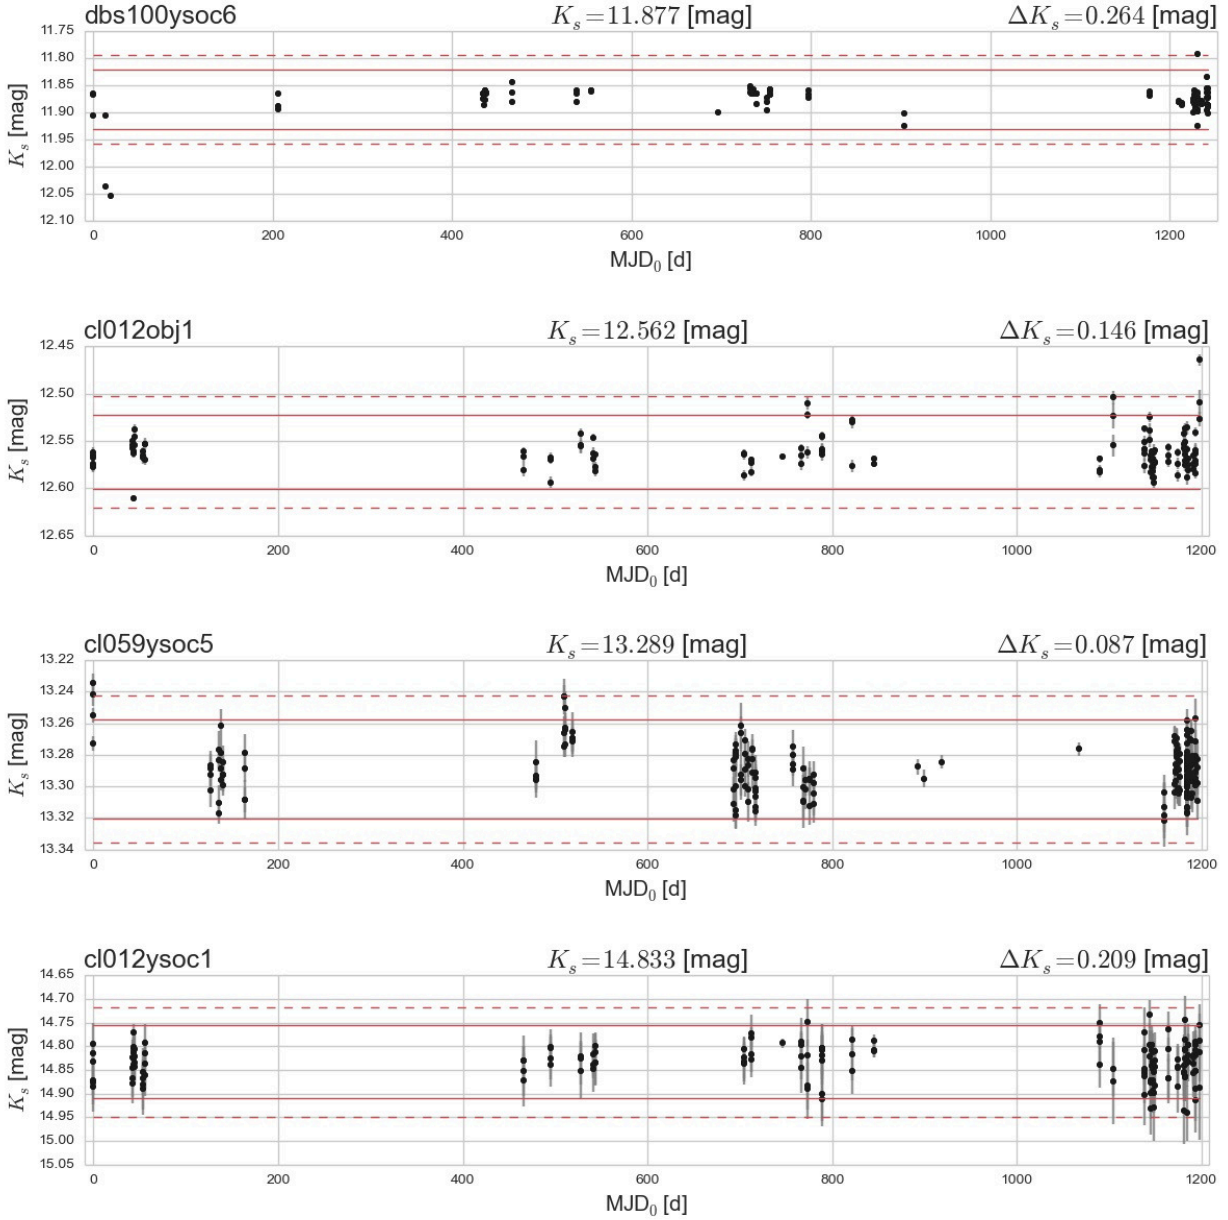 dbs100ysoc6 K_s=11.877 [mag] ΔK_s=0.264 [mag]
11.75
11.80
11.85
11.90
11.95
12.00
12.05
12.10
K_s [mag]
0 200 400 600 800 1000 1200
MJD_0 [d]
cl012obj1 K_s=12.562 [mag] ΔK_s=0.146 [mag]
12.45
12.50
12.55
12.60
12.65
K_s [mag]
0 200 400 600 800 1000 1200
MJD_0 [d]
cl059ysoc5 K_s=13.289 [mag] ΔK_s=0.087 [mag]
13.22
13.24
13.26
13.28
13.30
13.32
13.34
K_s [mag]
0 200 400 600 800 1000 1200
MJD_0 [d]
cl012ysoc1 K_s=14.833 [mag] ΔK_s=0.209 [mag]
14.65
14.70
14.75
14.80
14.85
14.90
14.95
15.00
15.05
K_s [mag]
0 200 400 600 800 1000 1200
MJD_0 [d]